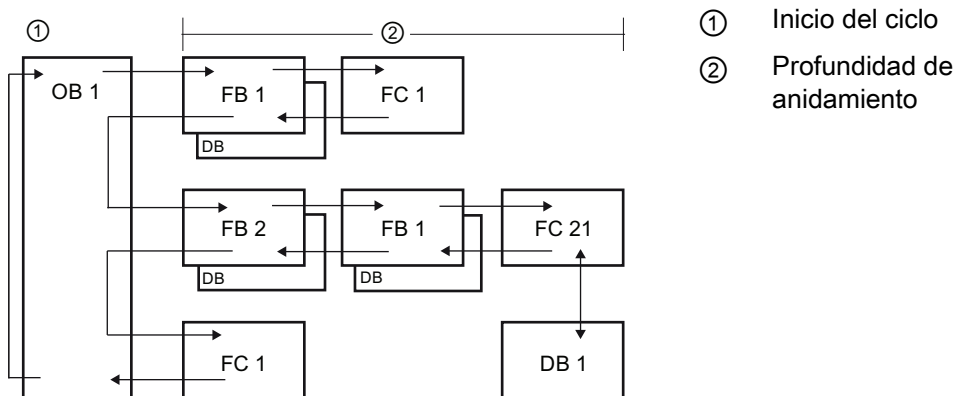 ①
②
OB 1
FB 1
FC 1
DB
FB 2
FB 1
FC 21
DB
DB
FC 1
DB 1
① Inicio del ciclo
② Profundidad de
anidamiento